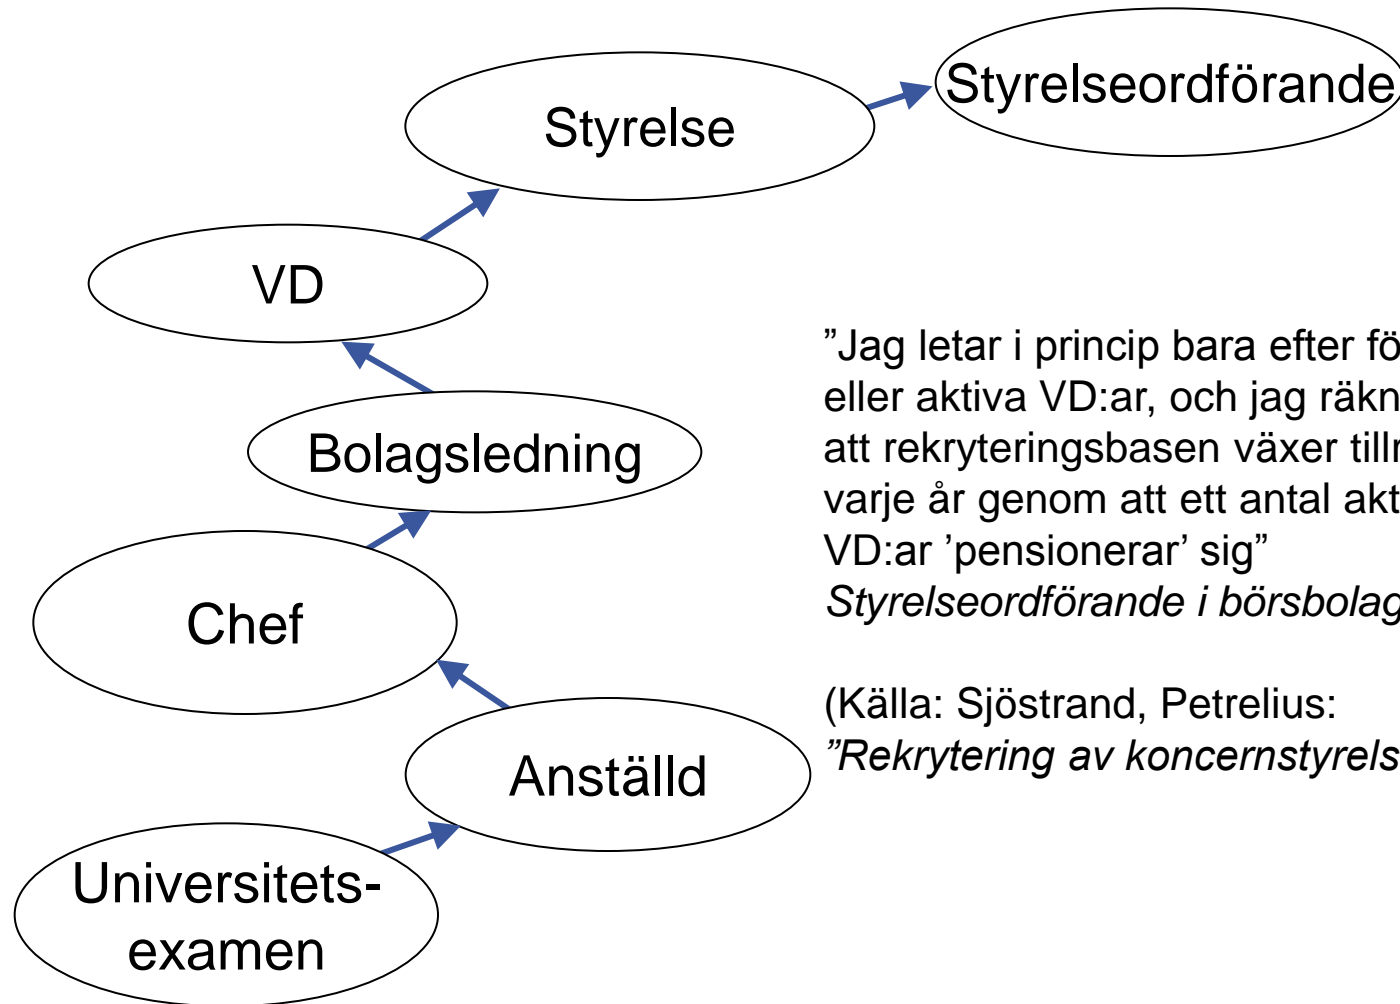 Styrelseordförande
Styrelse
VD
Bolagsledning
Chef
Anställd
Universitets-
examen
”Jag letar i princip bara efter
eller aktiva VD:ar, och jag
att rekryteringsbasen växer
varje år genom att ett antal
VD:ar ’pensionerar’ sig”
Styrelseordförande i
(Källa: Sjöstrand, Petrelius:
”Rekrytering av